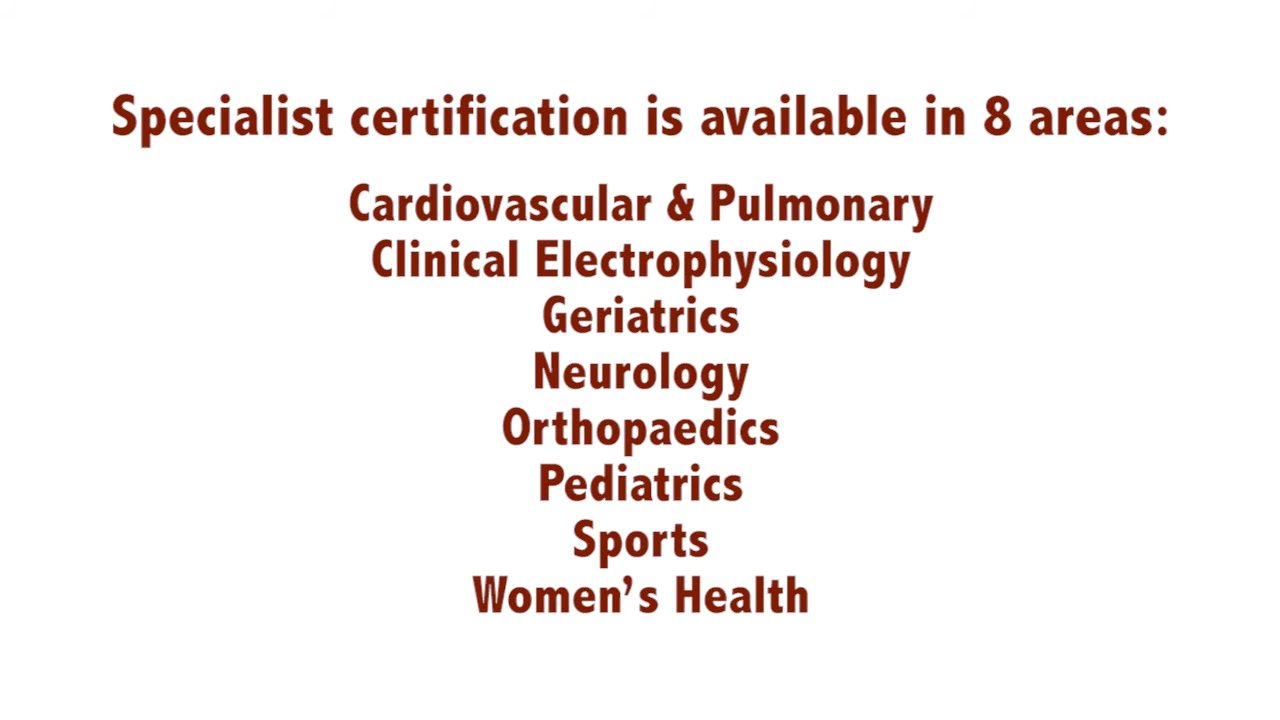 Specialist certification is available in 8 areas:
Cardiovascular & Pulmonary
Clinical Electrophysiology
Geriatrics
Neurology
Orthopaedics
Pediatrics
Sports
Women’s Health